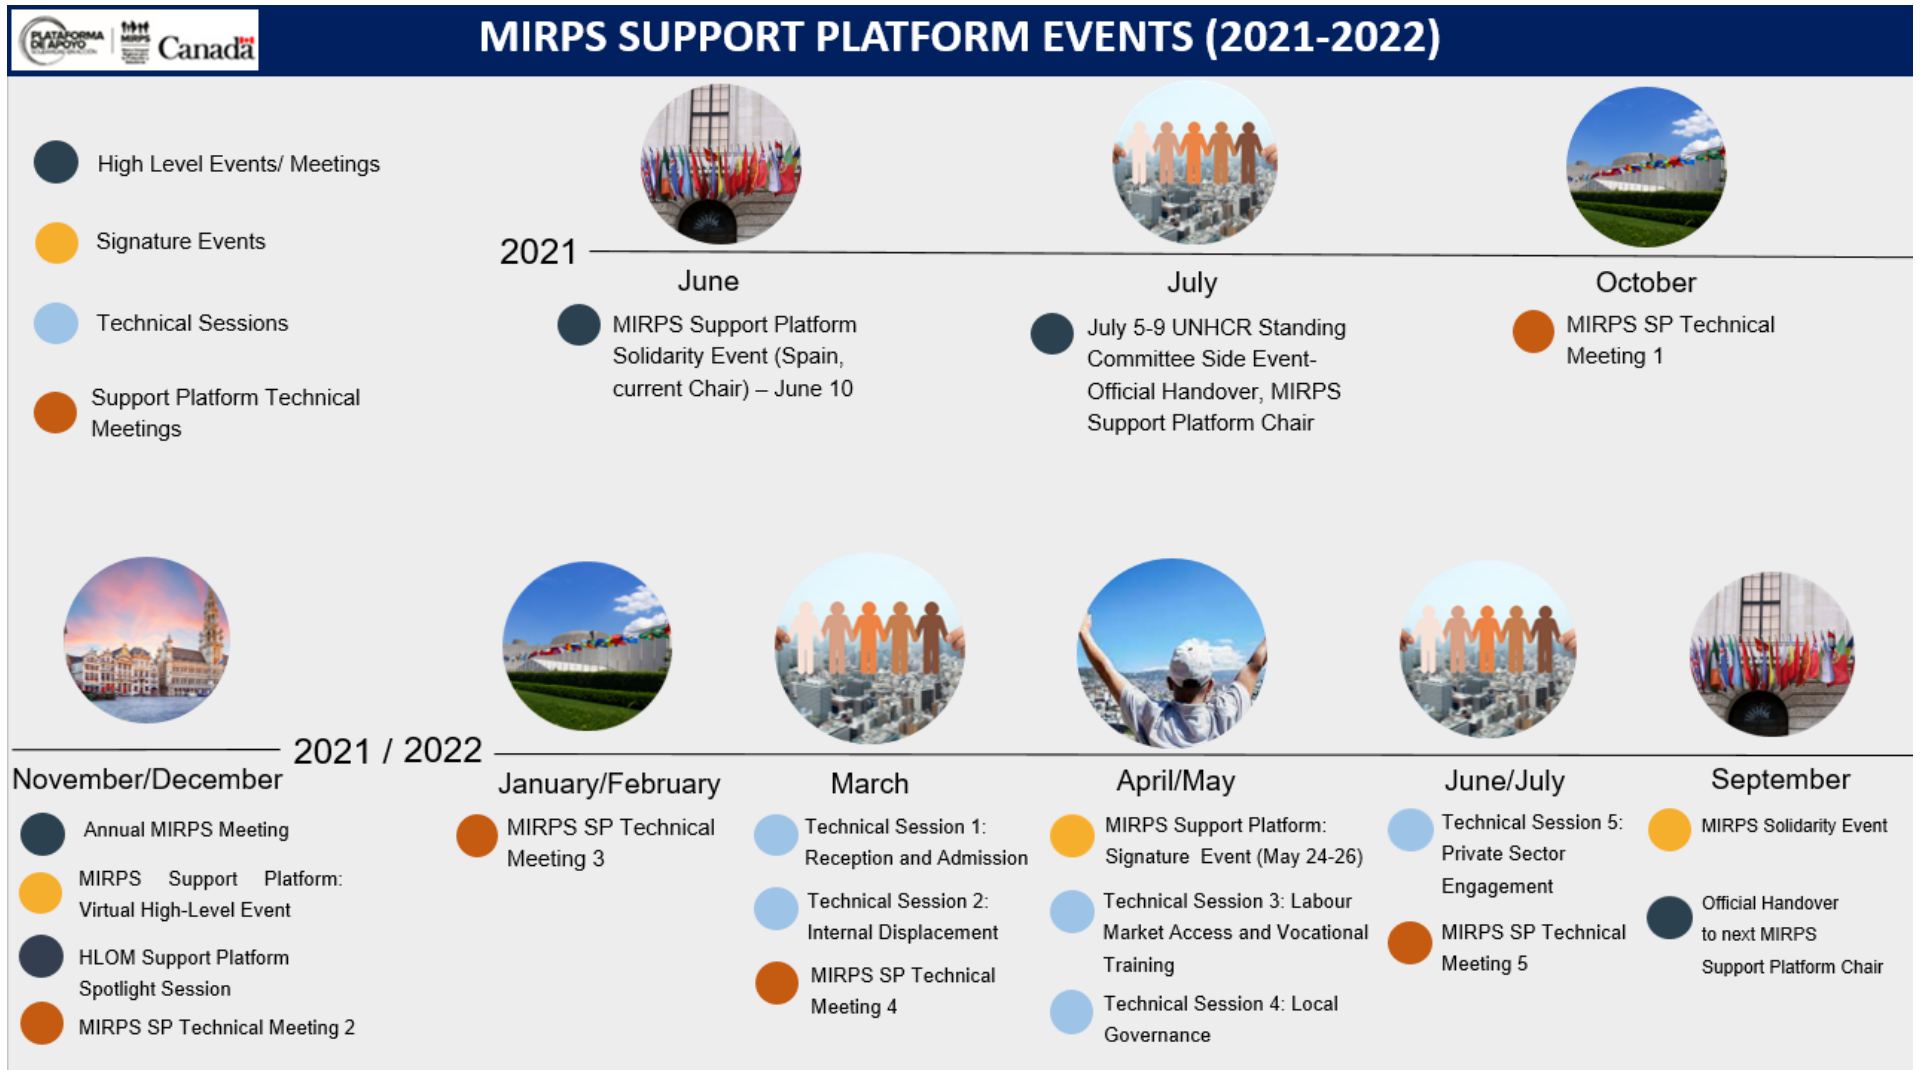 PLATAFORMA
DE APOYO
MIRPS
Canada
MIRPS SUPPORT PLATFORM EVENTS (2021-2022)
High Level Events/ Meetings
Signature Events
Technical Sessions
Support Platform Technical
Meetings
2021
June
MIRPS Support Platform
Solidarity Event (Spain,
current Chair) – June 10
July
July 5-9 UNHCR Standing
Committee Side Event-
Official Handover, MIRPS
Support Platform Chair
October
MIRPS SP Technical
Meeting 1
2021 / 2022
November/December
Annual MIRPS Meeting
MIRPS Support Platform:
Virtual High-Level Event
HLOM Support Platform
Spotlight Session
MIRPS SP Technical Meeting 2
January/February
MIRPS SP Technical
Meeting 3
March
Technical Session 1:
Reception and Admission
Technical Session 2:
Internal Displacement
MIRPS SP Technical
Meeting 4
April/May
MIRPS Support Platform:
Signature Event (May 24-26)
Technical Session 3: Labour
Market Access and Vocational
Training
Technical Session 4: Local
Governance
June/July
Technical Session 5:
Private Sector
Engagement
MIRPS SP Technical
Meeting 5
September
MIRPS Solidarity Event
Official Handover
to next MIRPS
Support Platform Chair